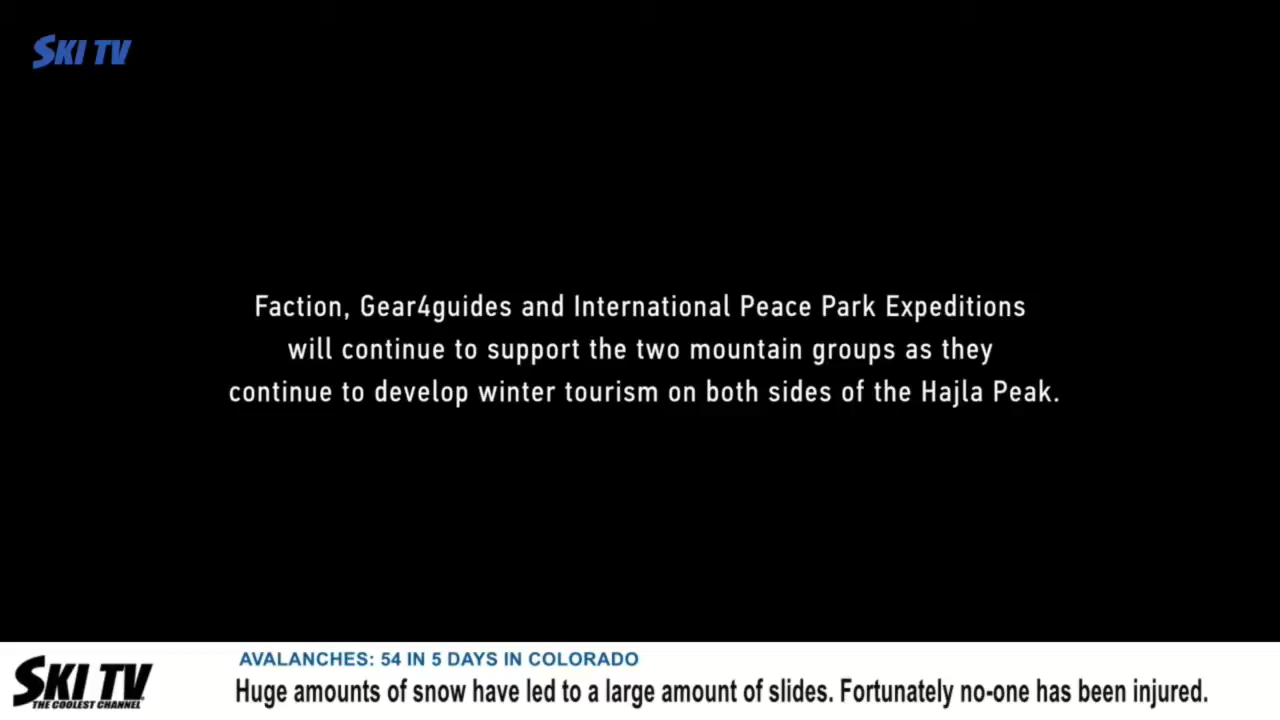 SKI TV
Faction, Gear4guides and International Peace Park Expeditions
will continue to support the two mountain groups as they
continue to develop winter tourism on both sides of the Hajla Peak.
AVALANCHES: 54 IN 5 DAYS IN COLORADO
SKI TV
THE COOLEST CHANNEL
Huge amounts of snow have led to a large amount of slides. Fortunately no-one has been injured.